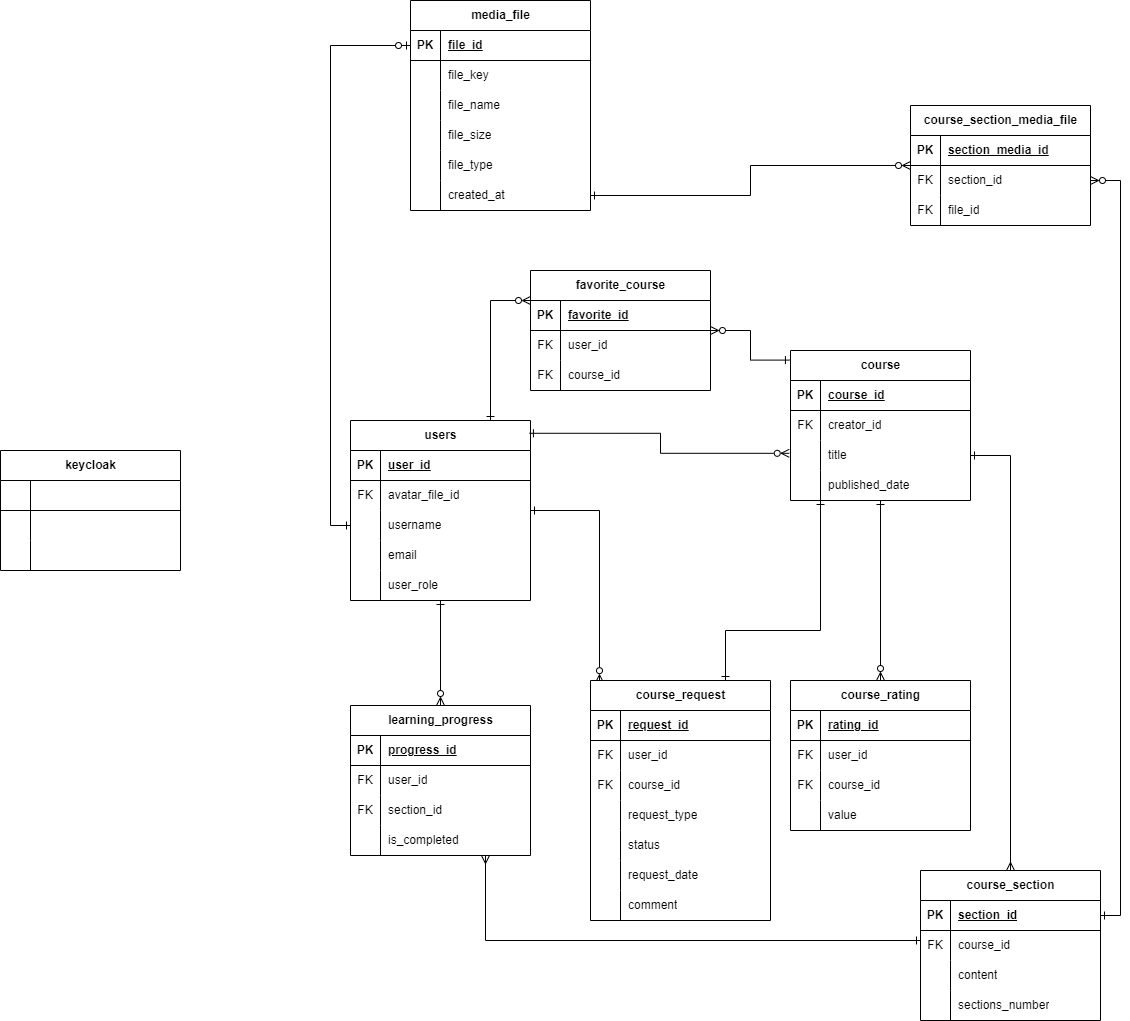 media_file
PK file_id
file_key
file_name
file_size
file_type
created_at
course_section_media_file
PK section_media_id
FK section_id
FK file_id
favorite_course
PK favorite_id
FK user_id
FK course_id
course
PK course_id
FK creator_id
title
published_date
users
PK user_id
FK avatar_file_id
username
email
user_role
keycloak
learning_progress
PK progress_id
FK user_id
FK section_id
is_completed
course_request
PK request_id
FK user_id
FK course_id
request_type
status
request_date
comment
course_rating
PK rating_id
FK user_id
FK course_id
value
course_section
PK section_id
FK course_id
content
sections_number